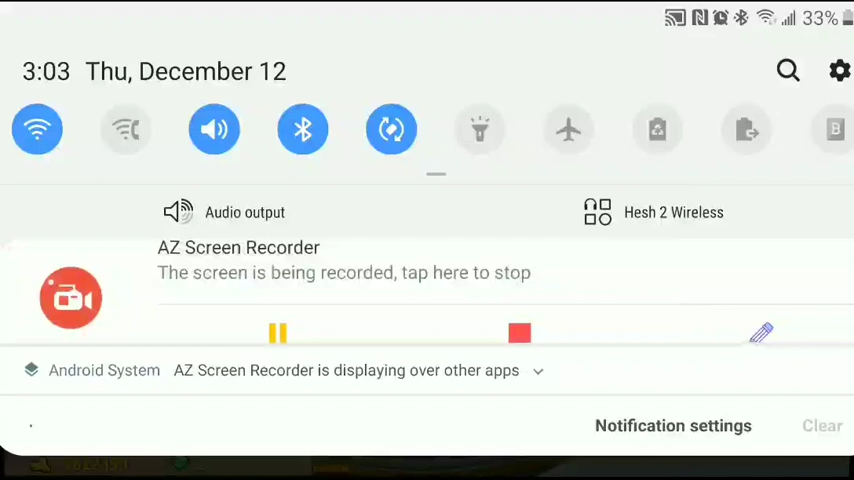 33%
3:03 Thu, December 12
B
Audio output
Hesh 2 Wireless
AZ Screen Recorder
The screen is being recorded, tap here to stop
Android System AZ Screen Recorder is displaying over other apps
Notification settings
Clear